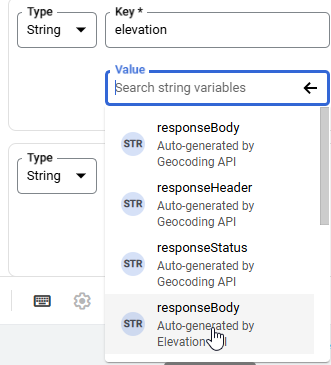 Type
Key *
String
elevation
Value
Search string variables
STR
responseBody
Auto-generated by
Geocoding API
STR
responseHeader
Auto-generated by
Geocoding API
STR
responseStatus
Auto-generated by
Geocoding API
STR
responseBody
Auto-generated by
Elevation
Type
String